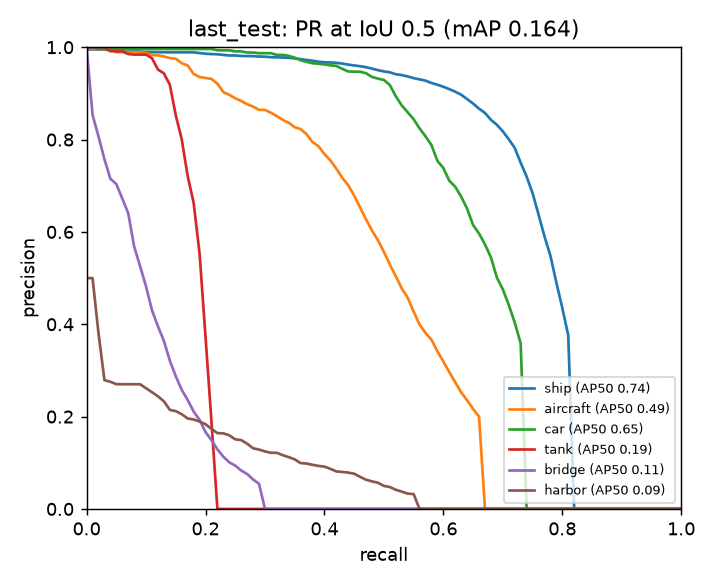 last_test: PR at IoU 0.5 (mAP 0.164)
precision
1.0
0.8
0.6
0.4
0.2
0.0
ship (AP50 0.74)
aircraft (AP50 0.49)
car (AP50 0.65)
tank (AP50 0.19)
bridge (AP50 0.11)
harbor (AP50 0.09)
0.0 0.2 0.4 0.6 0.8 1.0
recall